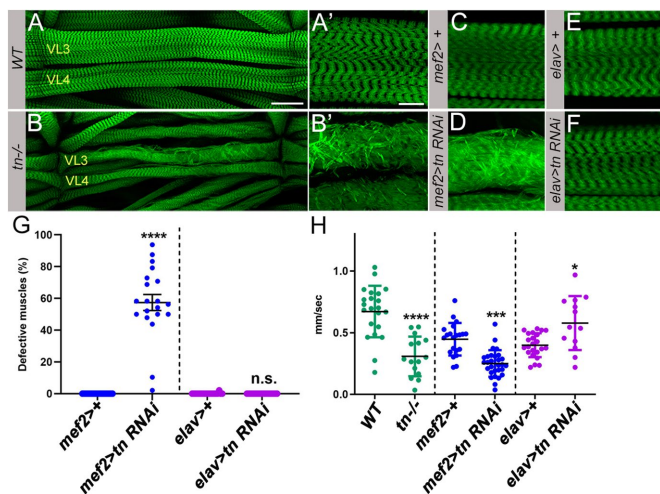 A
A'
C
E
WT
VL3
VL4
mef2> +
elav> +
B
B'
D
F
tn-/-
VL3
VL4
mef2>tn RNAi
elav>tn RNAi
G
H
Defective muscles (%)
100
80
60
40
20
0
****
n.s.
mef2>+
mef2>tn RNAi
elav>+
elav>tn RNAi
mm/sec
1.0
0.5
0.0
****
***
*
WT
tn-/-
mef2>+
mef2>tn RNAi
elav>+
elav>tn RNAi